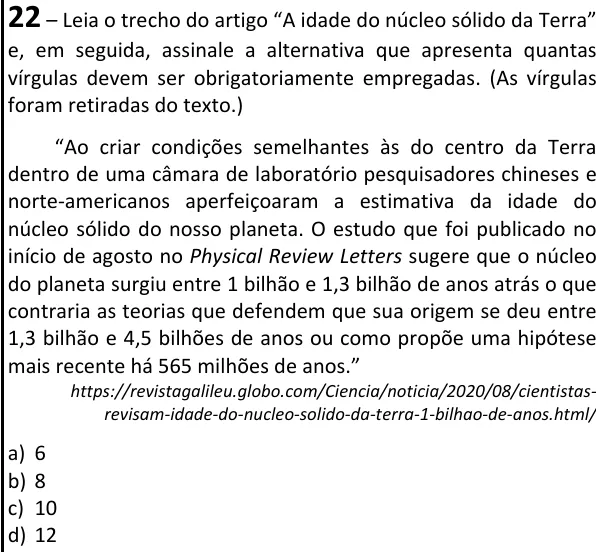 22 – Leia o trecho do artigo “A idade do núcleo sólido da Terra”
e, em seguida, assinale a alternativa que apresenta quantas
vírgulas devem ser obrigatoriamente empregadas. (As vírgulas
foram retiradas do texto.)
“Ao criar condições semelhantes às do centro da Terra
dentro de uma câmara de laboratório pesquisadores chineses e
norte-americanos aperfeiçoaram a estimativa da idade do
núcleo sólido do nosso planeta. O estudo que foi publicado no
início de agosto no Physical Review Letters sugere que o núcleo
do planeta surgiu entre 1 bilhão e 1,3 bilhão de anos atrás o que
contraria as teorias que defendem que sua origem se deu entre
1,3 bilhão e 4,5 bilhões de anos ou como propõe uma hipótese
mais recente há 565 milhões de anos.”
https://revistagalileu.globo.com/Ciencia/noticia/2020/08/cientistas-
revisam-idade-do-nucleo-solido-da-terra-1-bilhao-de-anos.html/
a) 6
b) 8
c) 10
d) 12